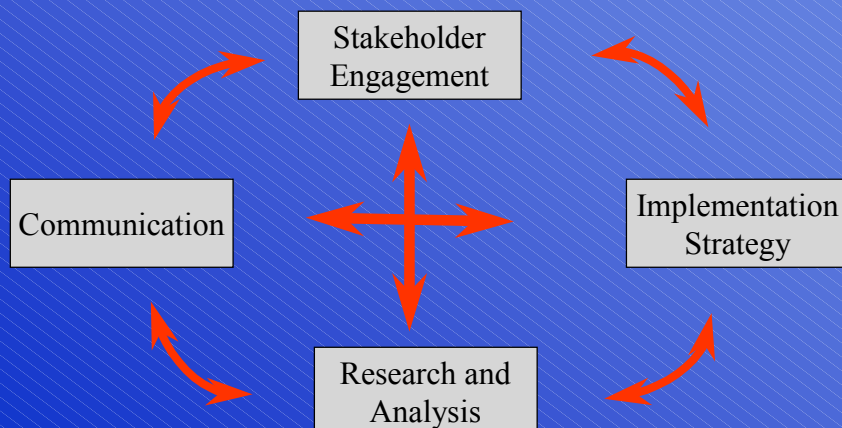 Stakeholder
Engagement
Communication
Implementation
Strategy
Research and
Analysis